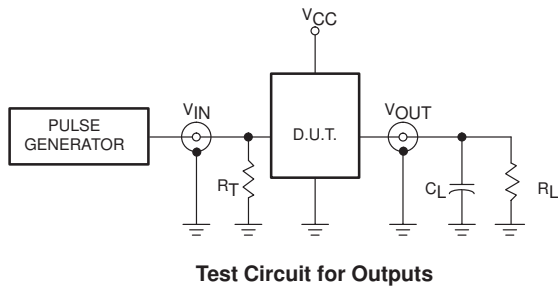 VCC
PULSE
GENERATOR
VIN
D.U.T.
VOUT
RT
CL
RL
Test Circuit for Outputs